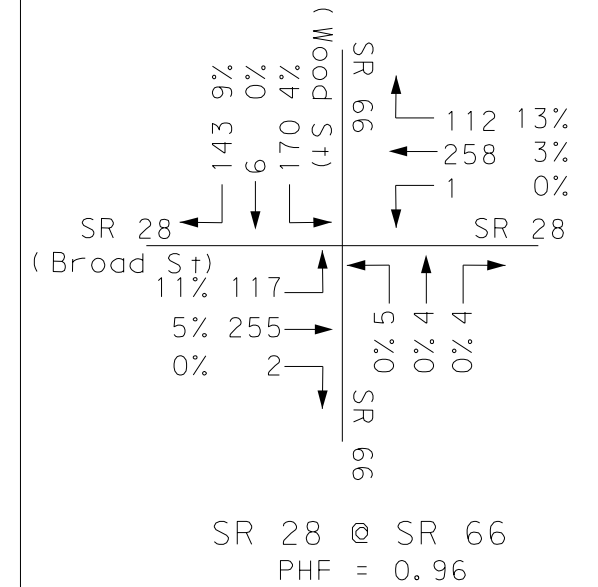 (Wood St)
SR 66
143 9%
6 0%
170 4%
112 13%
258 3%
1 0%
SR 28
SR 28
(Broad St)
11% 117
5% 255
0% 2
0% 5
0% 4
0% 4
SR 66
SR 28 @ SR 66
PHF = 0.96